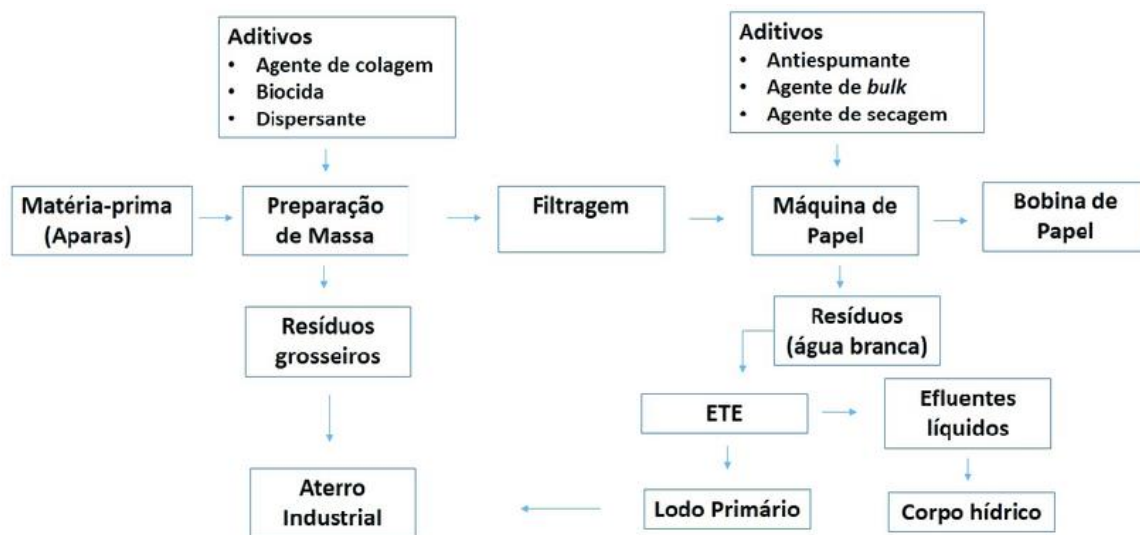 Aditivos
• Agente de colagem
• Biocida
• Dispersante
Aditivos
• Antiespumante
• Agente de bulk
• Agente de secagem
Matéria-prima
(Aparas)
Preparação
de Massa
Filtragem
Máquina de
Papel
Bobina de
Papel
Resíduos
grosseiros
Resíduos
(água branca)
ETE
Efluentes
líquidos
Aterro
Industrial
Lodo Primário
Corpo hídrico